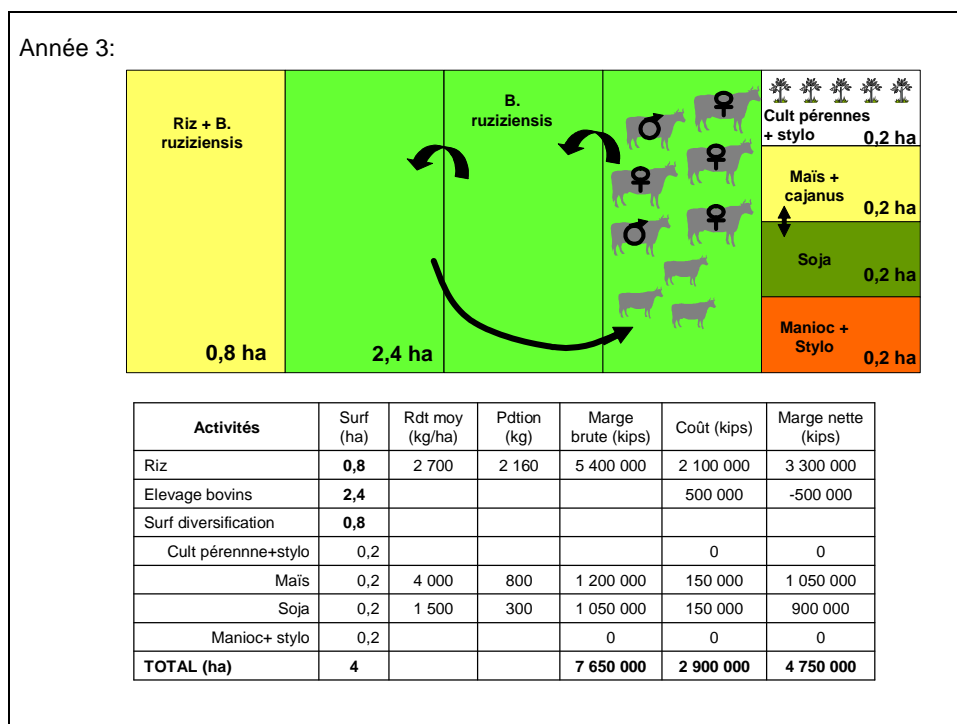 Année 3:
Riz + B.
ruziziensis
0,8 ha
2,4 ha
B.
ruziziensis
Cult pérennes
+ stylo
0,2 ha
Maïs +
cajanus
0,2 ha
Soja
0,2 ha
Manioc +
Stylo
0,2 ha
Activités Surf (ha) Rdt moy (kg/ha) Pdtion (kg) Marge brute (kips) Coût (kips) Marge nette (kips)
Riz 0,8 2 700 2 160 5 400 000 2 100 000 3 300 000
Elevage bovins 2,4 500 000 -500 000
Surf diversification 0,8
Cult pérennne+stylo 0,2 0 0
Maïs 0,2 4 000 800 1 200 000 150 000 1 050 000
Soja 0,2 1 500 300 1 050 000 150 000 900 000
Manioc+ stylo 0,2 0 0 0
TOTAL (ha) 4 7 650 000 2 900 000 4 750 000